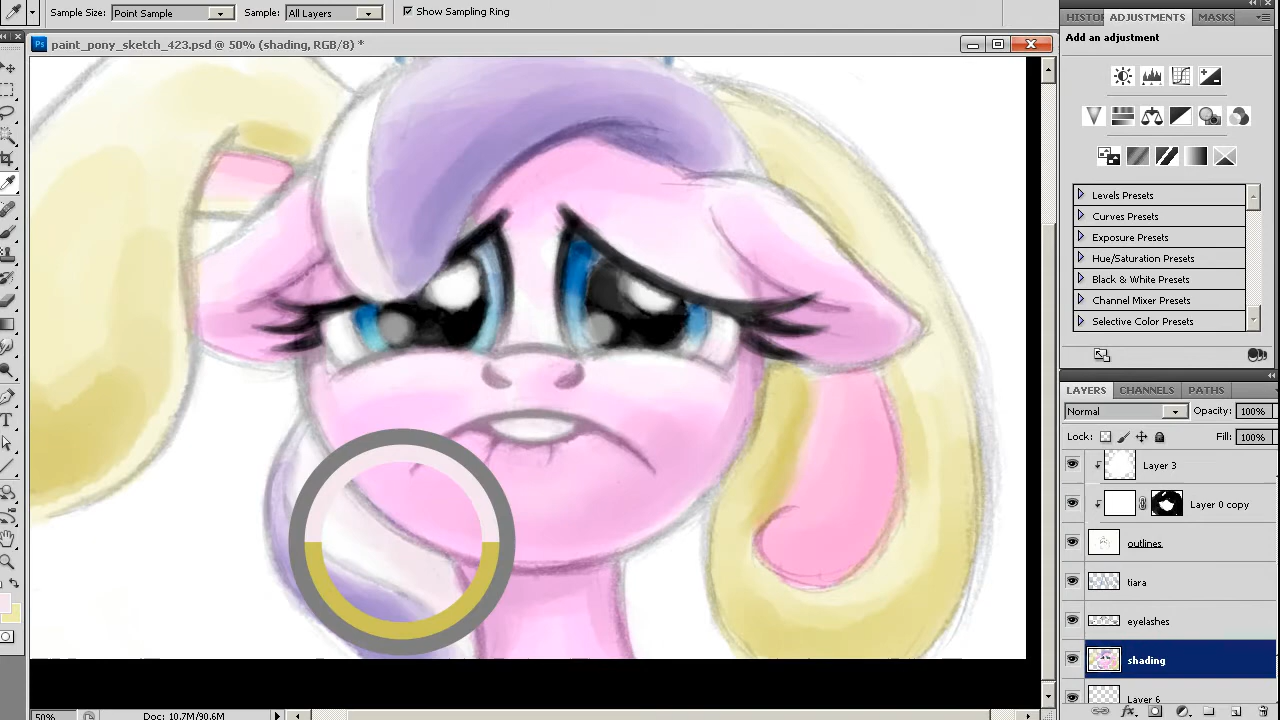 Sample Size: Point Sample Sample: All Layers Show Sampling Ring
Ps paint_pony_sketch_423.psd @ 50% (shading, RGB/8) *
50% Doc: 10.7M/90.6M
HISTOR ADJUSTMENTS MASKS
Add an adjustment
Levels Presets
Curves Presets
Exposure Presets
Hue/Saturation Presets
Black & White Presets
Channel Mixer Presets
Selective Color Presets
LAYERS CHANNELS PATHS
Normal Opacity: 100%
Lock: Fill: 100%
Layer 3
Layer 0 copy
outlines
tiara
eyelashes
shading
Layer 6